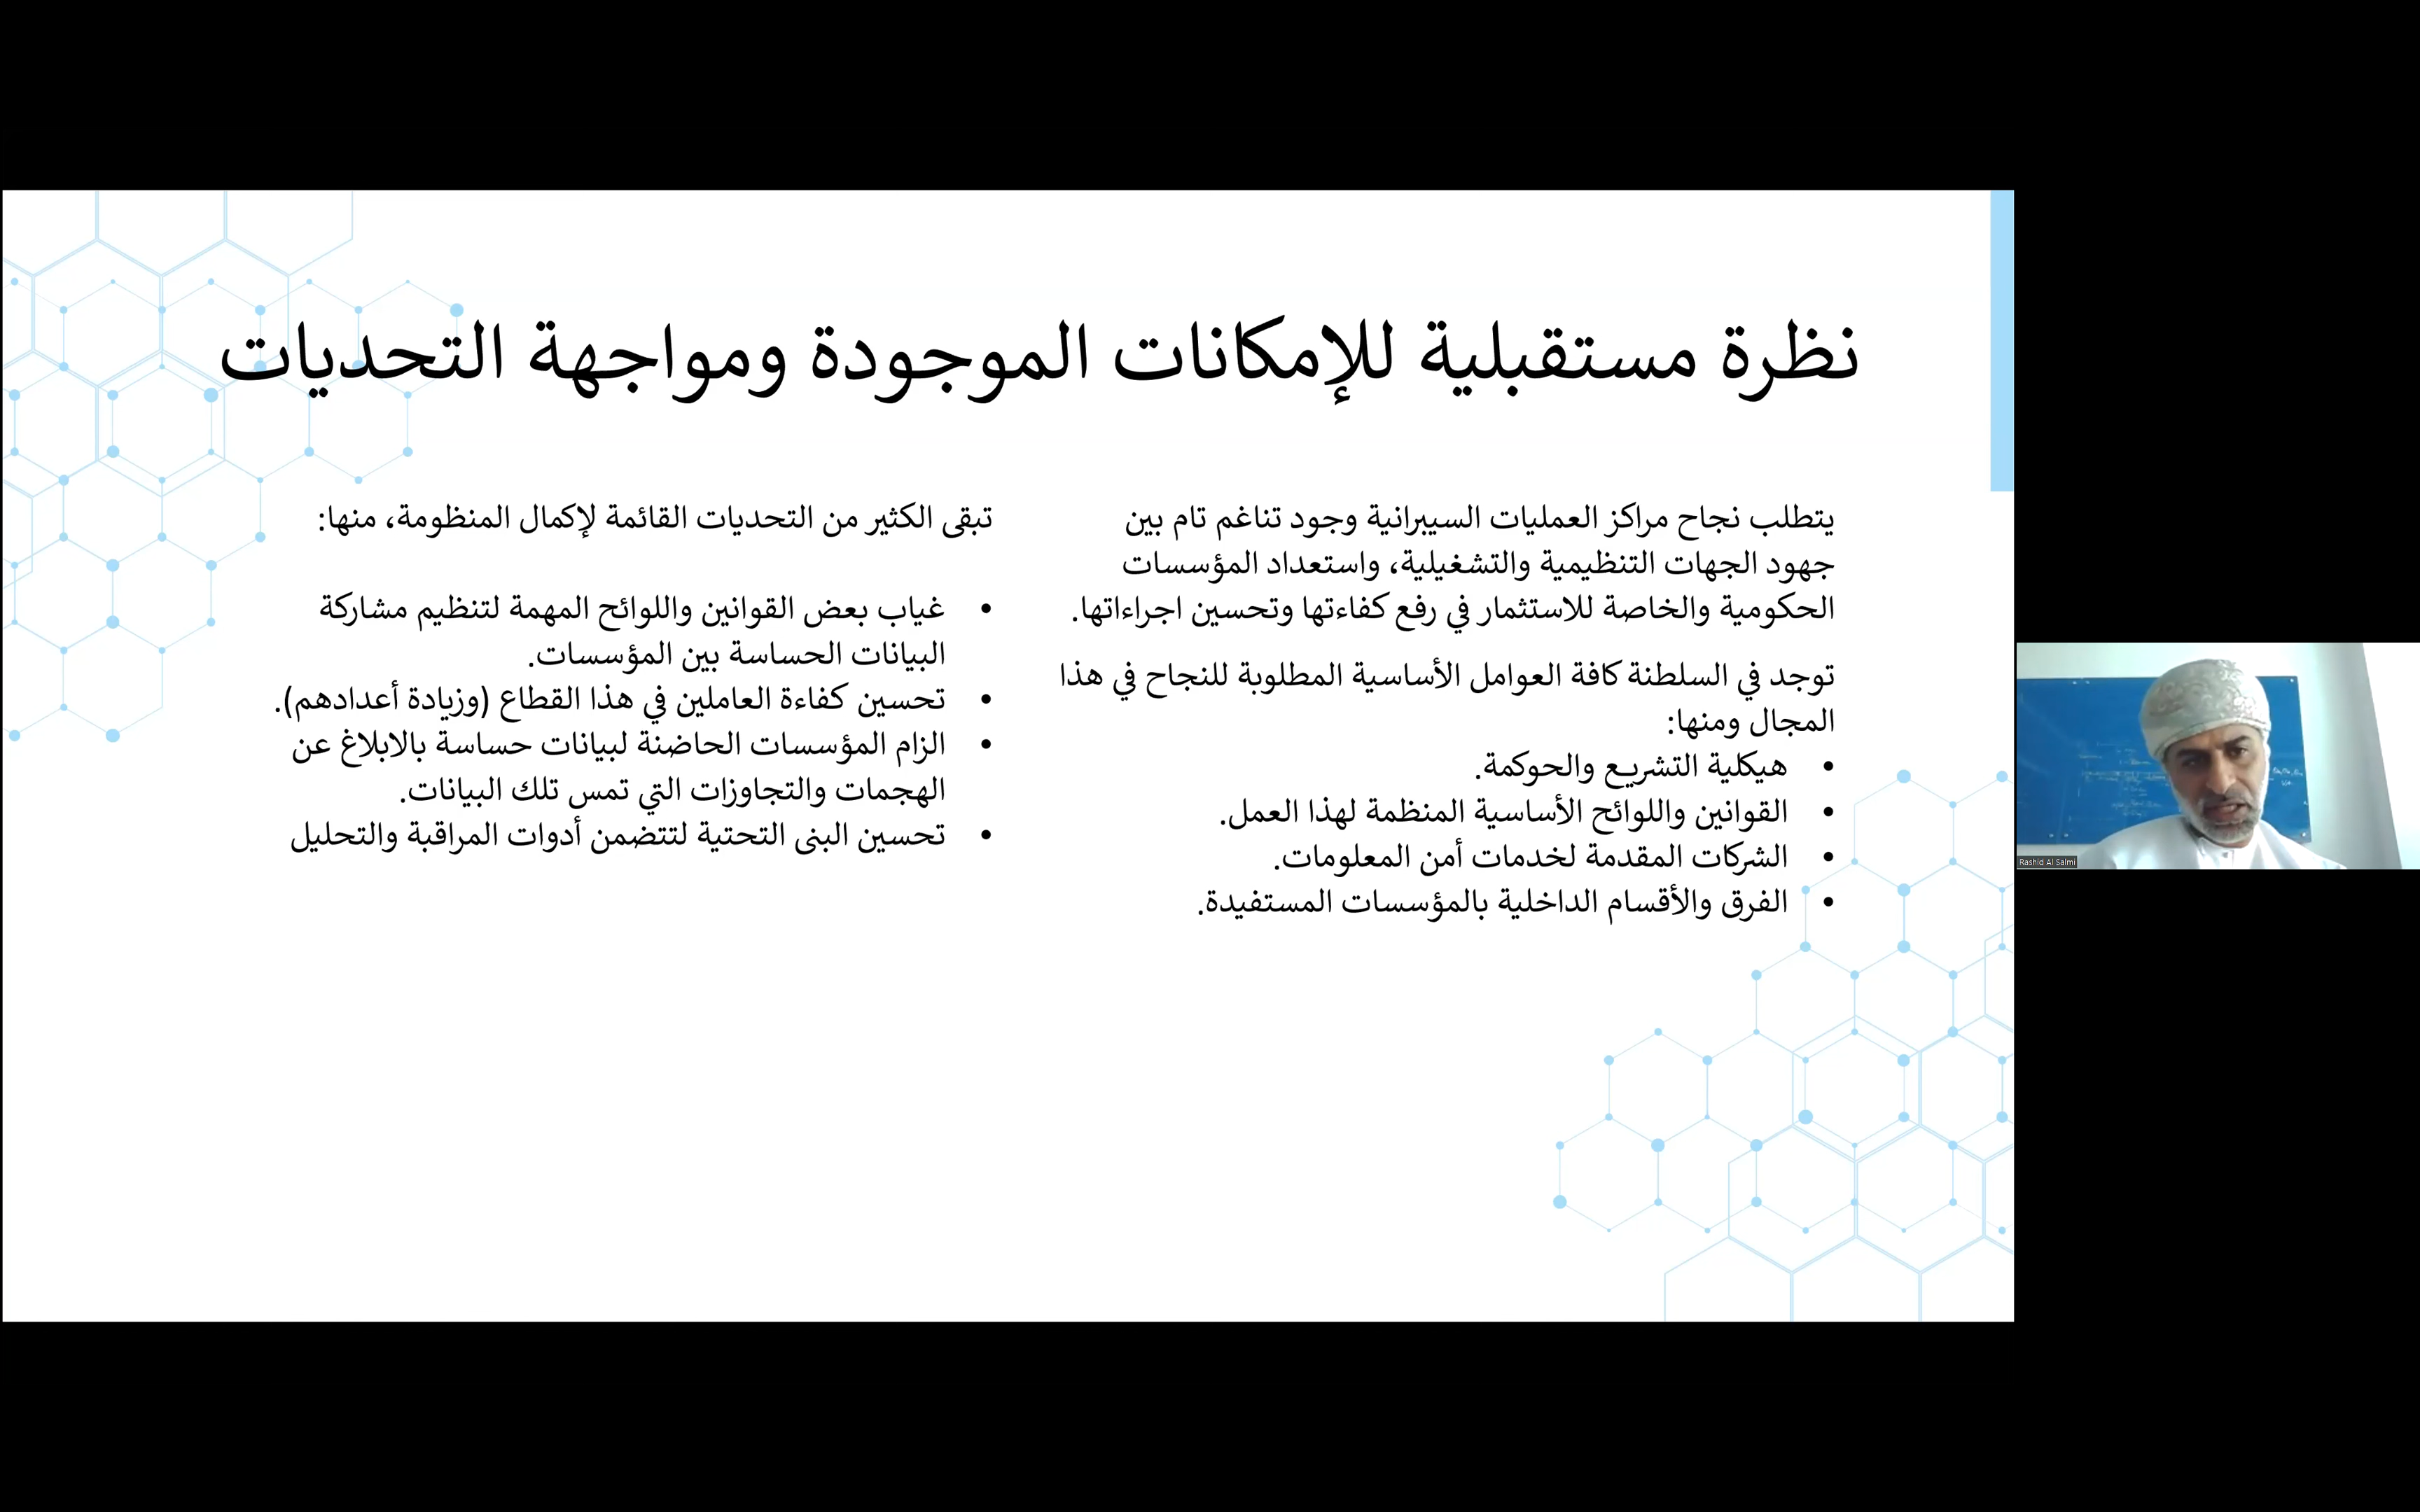 نظرة مستقبلية للإمكانات الموجودة ومواجهة التحديات
يتطلب نجاح مراكز العمليات السيبرانية وجود تناغم تام بين
جهود الجهات التنظيمية والتشغيلية، واستعداد المؤسسات
الحكومية والخاصة للاستثمار في رفع كفاءتها وتحسين اجراءاتها.
توجد في السلطنة كافة العوامل الأساسية المطلوبة للنجاح في هذا
المجال ومنها:
• هيكلية التشريع والحوكمة.
• القوانين واللوائح الأساسية المنظمة لهذا العمل.
• الشركات المقدمة لخدمات أمن المعلومات.
• الفرق والأقسام الداخلية بالمؤسسات المستفيدة.
تبقى الكثير من التحديات القائمة لإكمال المنظومة، منها:
• غياب بعض القوانين واللوائح المهمة لتنظيم مشاركة
البيانات الحساسة بين المؤسسات.
• تحسين كفاءة العاملين في هذا القطاع (وزيادة أعدادهم).
• الزام المؤسسات الحاضنة لبيانات حساسة بالابلاغ عن
الهجمات والتجاوزات التي تمس تلك البيانات.
• تحسين البنى التحتية لتتضمن أدوات المراقبة والتحليل
Rashid Al Salmi